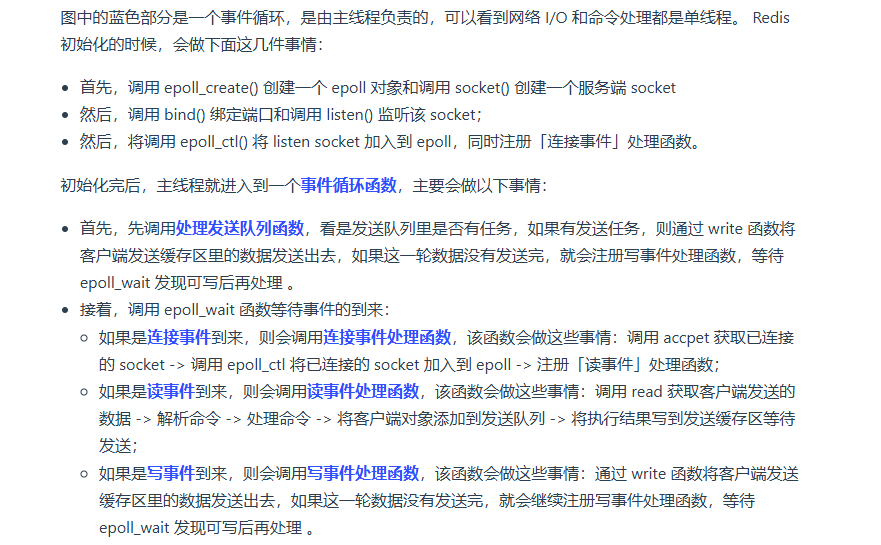 图中的蓝色部分是一个事件循环，是由主线程负责的，可以看到网络 I/O 和命令处理都是单线程。 Redis
初始化的时候，会做下面这几件事情：
• 首先，调用 epoll_create() 创建一个 epoll 对象和调用 socket() 创建一个服务端 socket
• 然后，调用 bind() 绑定端口和调用 listen() 监听该 socket；
• 然后，将调用 epoll_ctl() 将 listen socket 加入到 epoll，同时注册「连接事件」处理函数。
初始化完后，主线程就进入到一个事件循环函数，主要会做以下事情：
• 首先，先调用处理发送队列函数，看是发送队列里是否有任务，如果有发送任务，则通过 write 函数将
客户端发送缓存区里的数据发送出去，如果这一轮数据没有发送完，就会注册写事件处理函数，等待
epoll_wait 发现可写后再处理 。
• 接着，调用 epoll_wait 函数等待事件的到来：
○ 如果是连接事件到来，则会调用连接事件处理函数，该函数会做这些事情：调用 accpet 获取已连接
的 socket -> 调用 epoll_ctl 将已连接的 socket 加入到 epoll -> 注册「读事件」处理函数；
○ 如果是读事件到来，则会调用读事件处理函数，该函数会做这些事情：调用 read 获取客户端发送的
数据 -> 解析命令 -> 处理命令 -> 将客户端对象添加到发送队列 -> 将执行结果写到发送缓存区等待
发送；
○ 如果是写事件到来，则会调用写事件处理函数，该函数会做这些事情：通过 write 函数将客户端发送
缓存区里的数据发送出去，如果这一轮数据没有发送完，就会继续注册写事件处理函数，等待
epoll_wait 发现可写后再处理 。